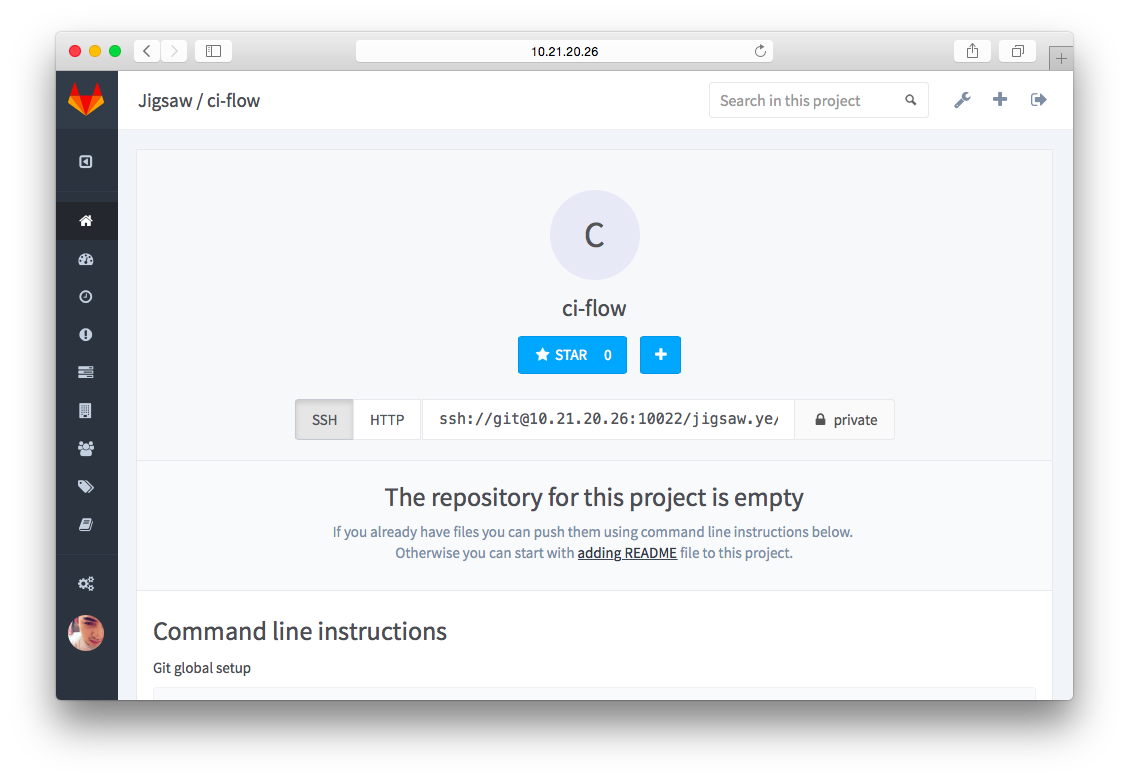 10.21.20.26
Jigsaw / ci-flow
Search in this project
C
ci-flow
STAR 0
SSH HTTP ssh://git@10.21.20.26:10022/jigsaw.ye/ private
The repository for this project is empty
If you already have files you can push them using command line instructions below.
Otherwise you can start with adding README file to this project.
Command line instructions
Git global setup